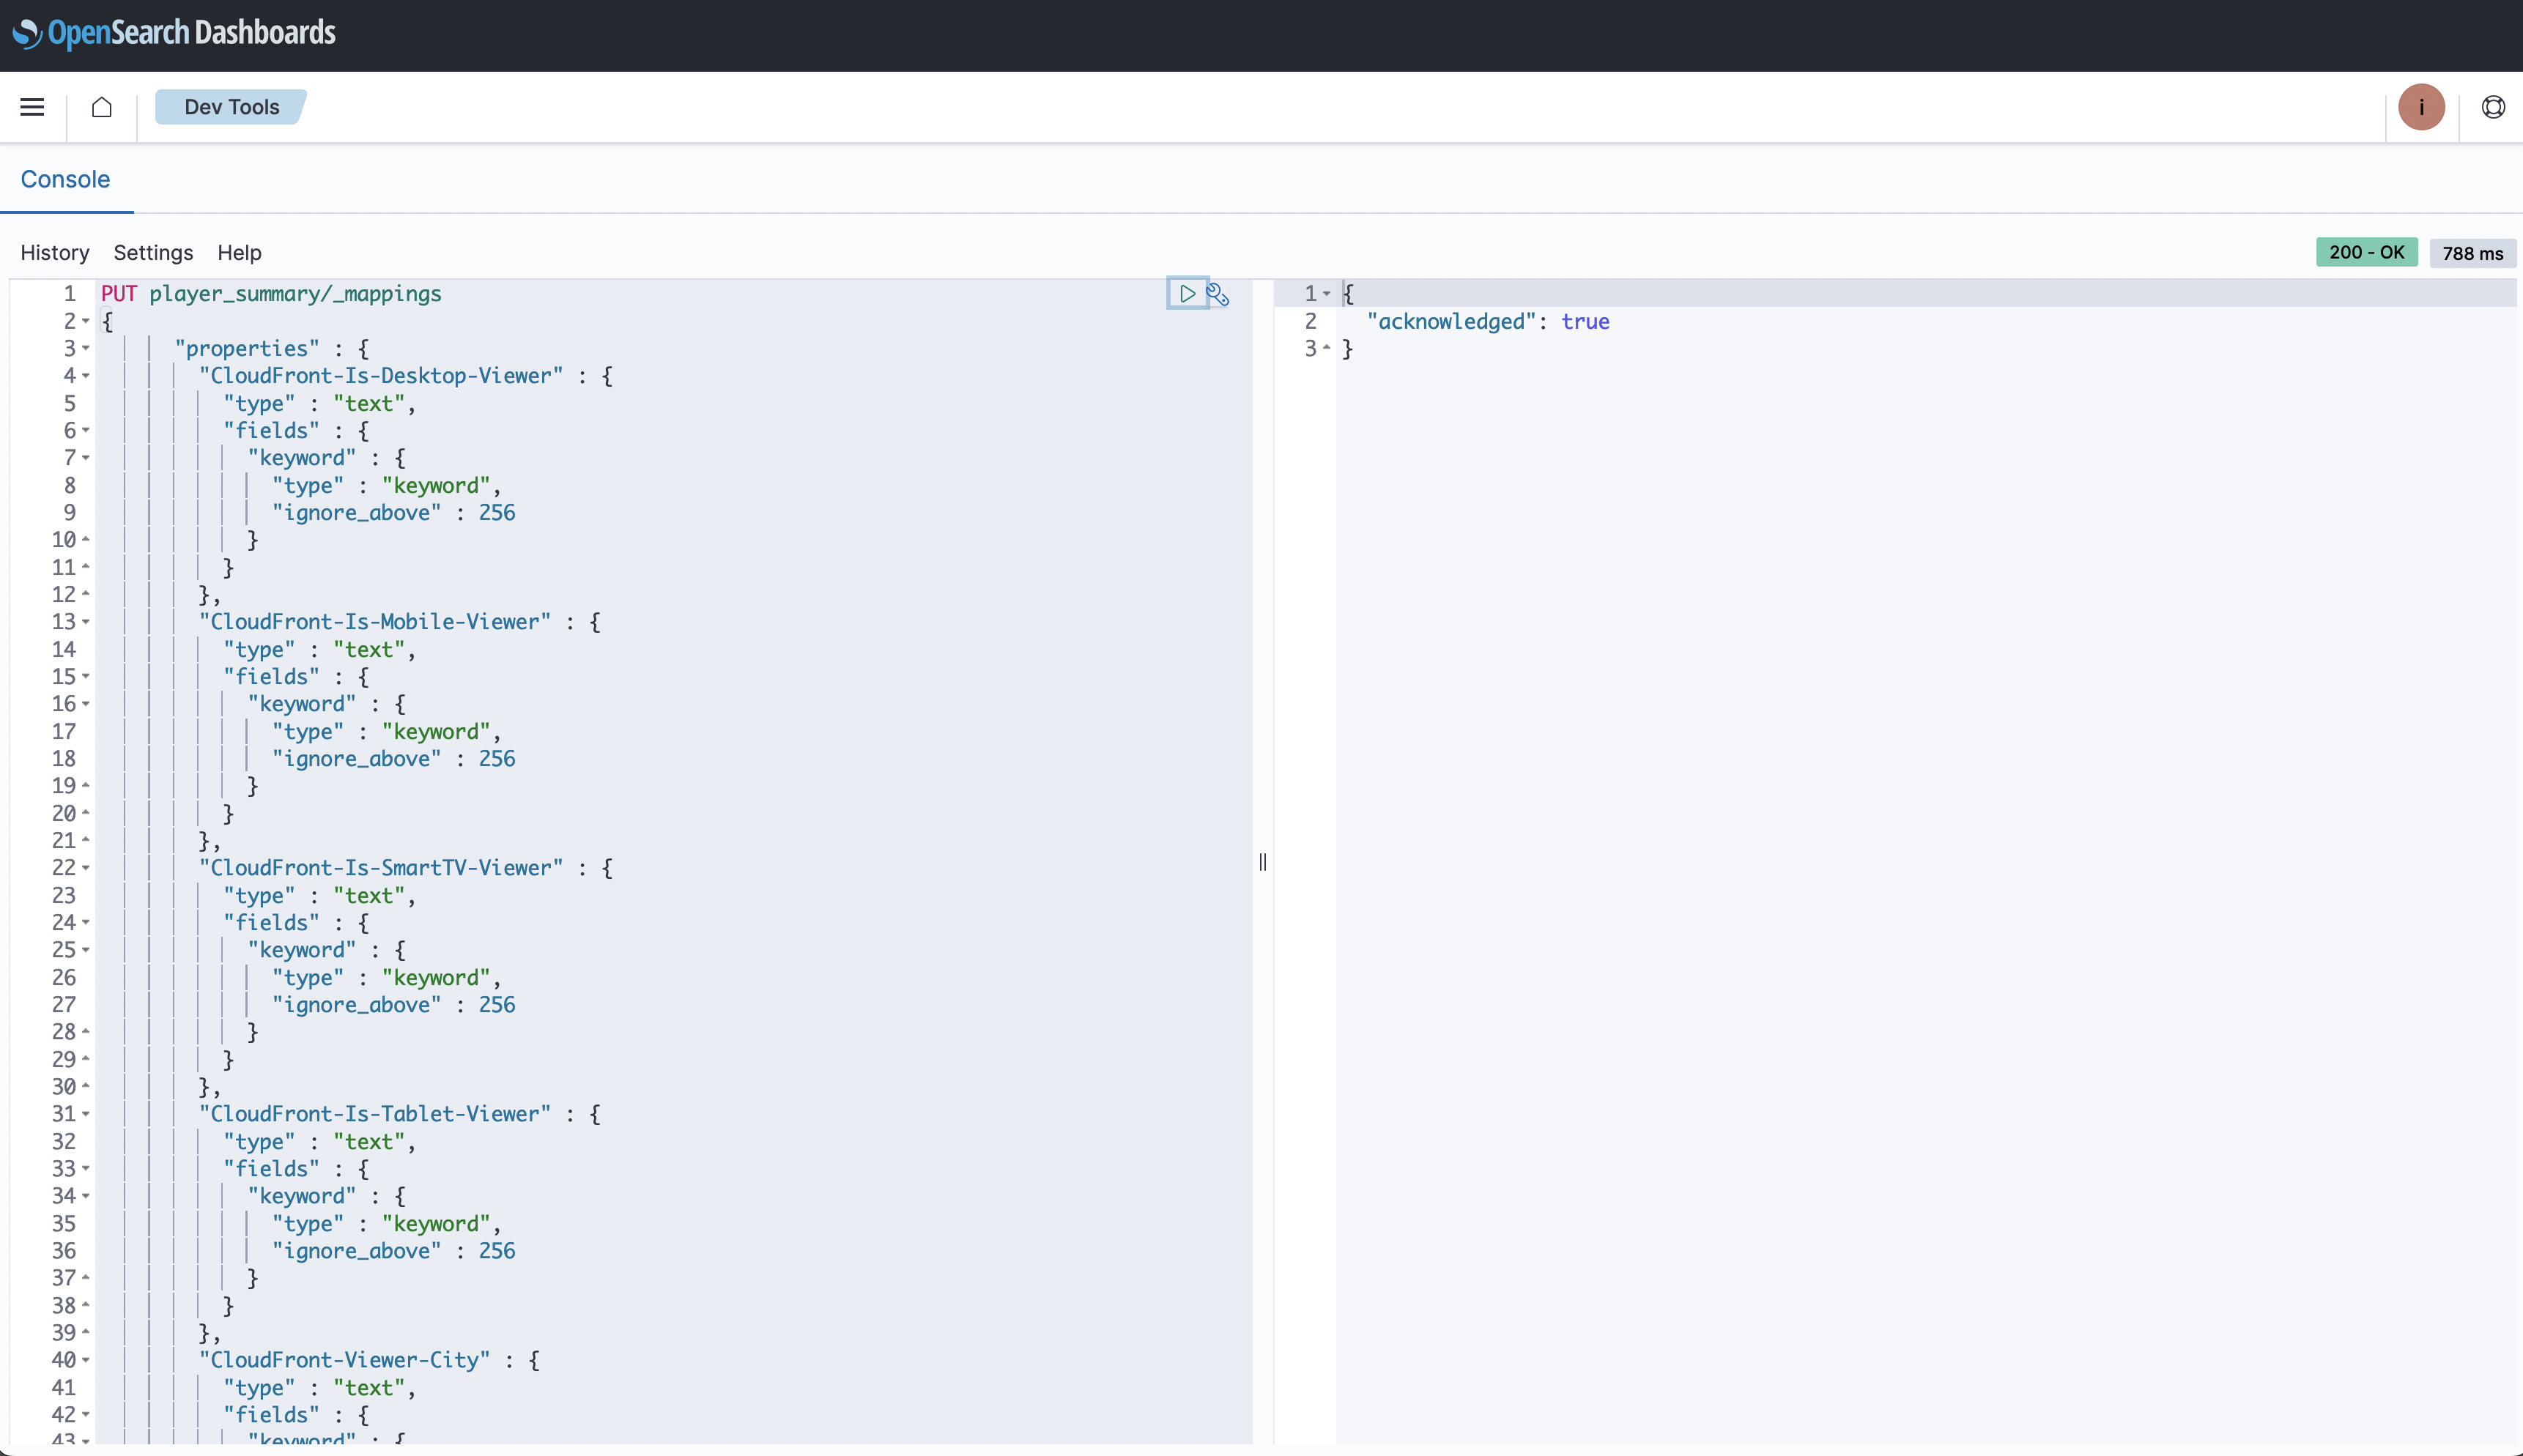 OpenSearch Dashboards
Dev Tools
i
Console
History Settings Help
200 - OK 788 ms
1 PUT player_summary/_mappings
2 {
3 "properties" : {
4 "CloudFront-Is-Desktop-Viewer" : {
5 "type" : "text",
6 "fields" : {
7 "keyword" : {
8 "type" : "keyword",
9 "ignore_above" : 256
10 }
11 }
12 },
13 "CloudFront-Is-Mobile-Viewer" : {
14 "type" : "text",
15 "fields" : {
16 "keyword" : {
17 "type" : "keyword",
18 "ignore_above" : 256
19 }
20 }
21 },
22 "CloudFront-Is-SmartTV-Viewer" : {
23 "type" : "text",
24 "fields" : {
25 "keyword" : {
26 "type" : "keyword",
27 "ignore_above" : 256
28 }
29 }
30 },
31 "CloudFront-Is-Tablet-Viewer" : {
32 "type" : "text",
33 "fields" : {
34 "keyword" : {
35 "type" : "keyword",
36 "ignore_above" : 256
37 }
38 }
39 },
40 "CloudFront-Viewer-City" : {
41 "type" : "text",
42 "fields" : {
43 "keyword" : {
1 {
2 "acknowledged": true
3 }